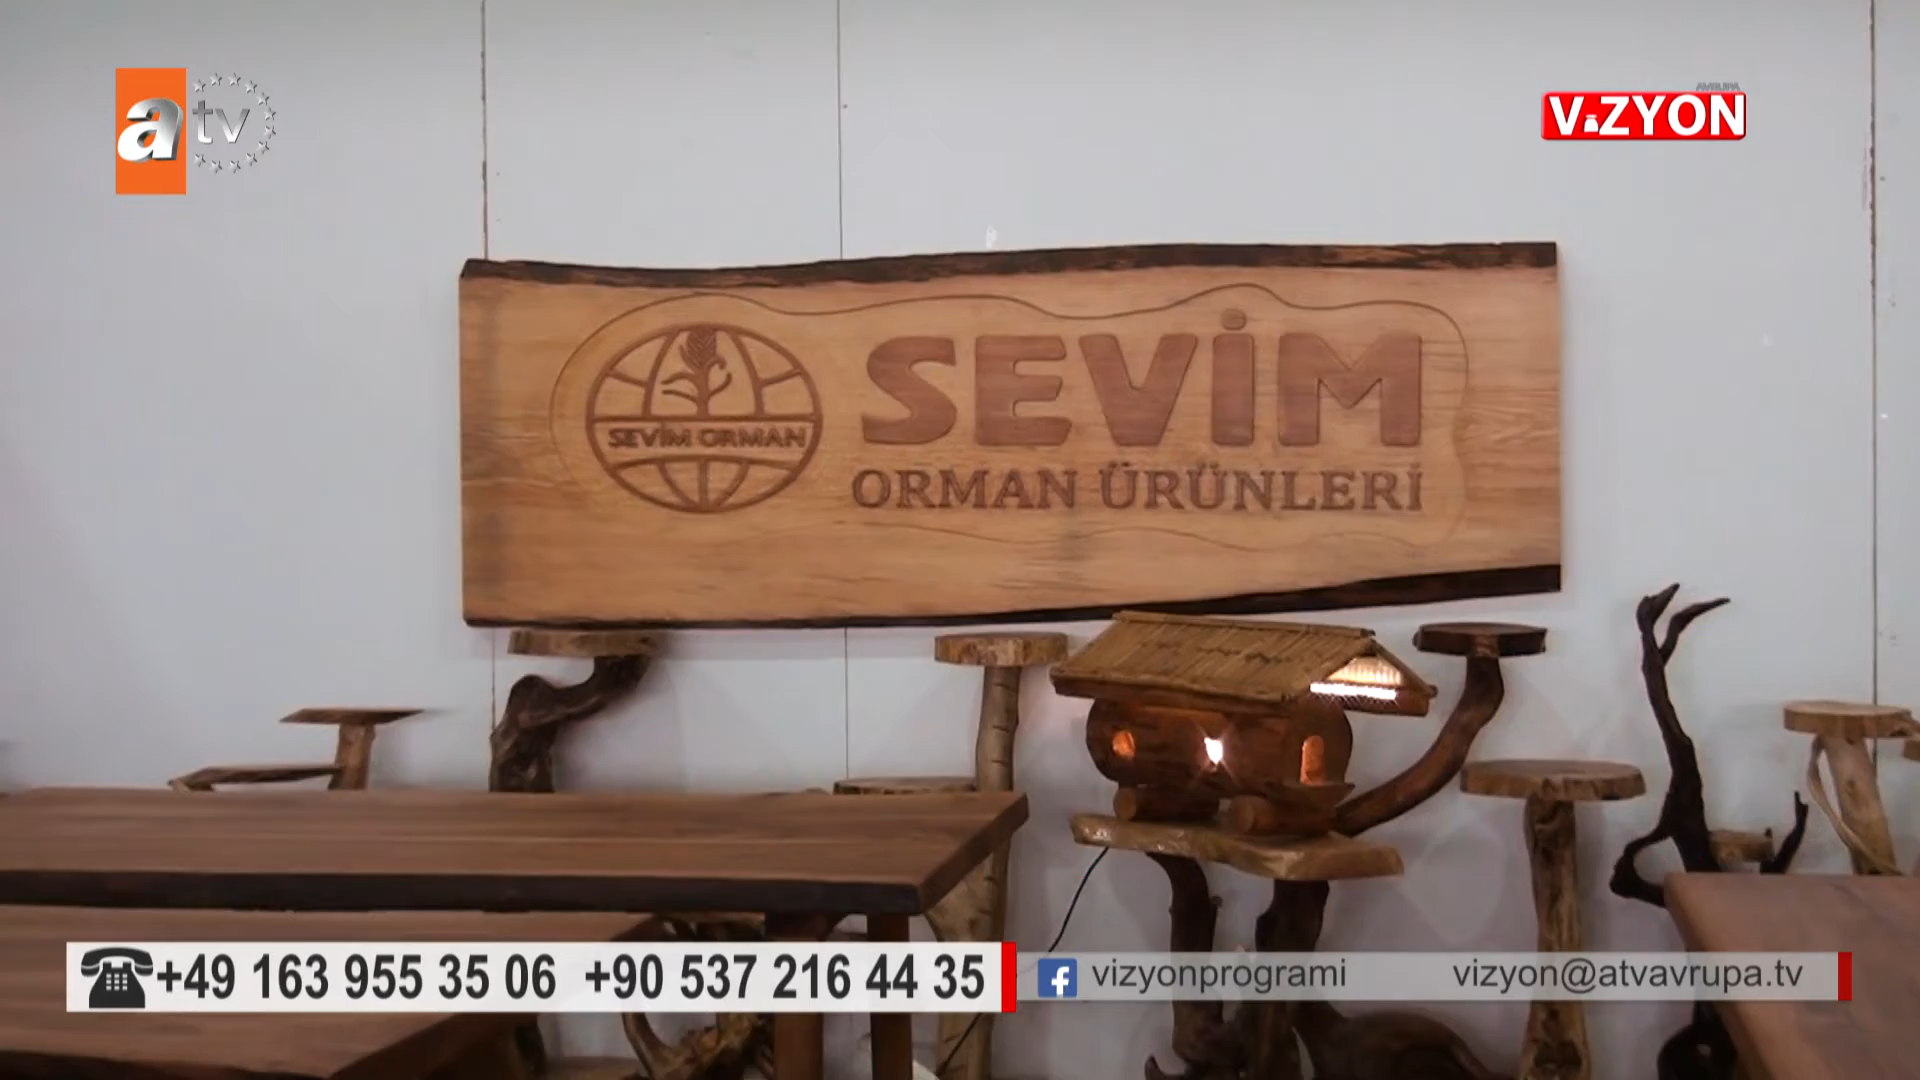 a tv
AVRUPA
VİZYON
SEVİM
SEVİM ORMAN
ORMAN ÜRÜNLERİ
+49 163 955 35 06 +90 537 216 44 35
f vizyonprogrami vizyon@atvavrupa.tv